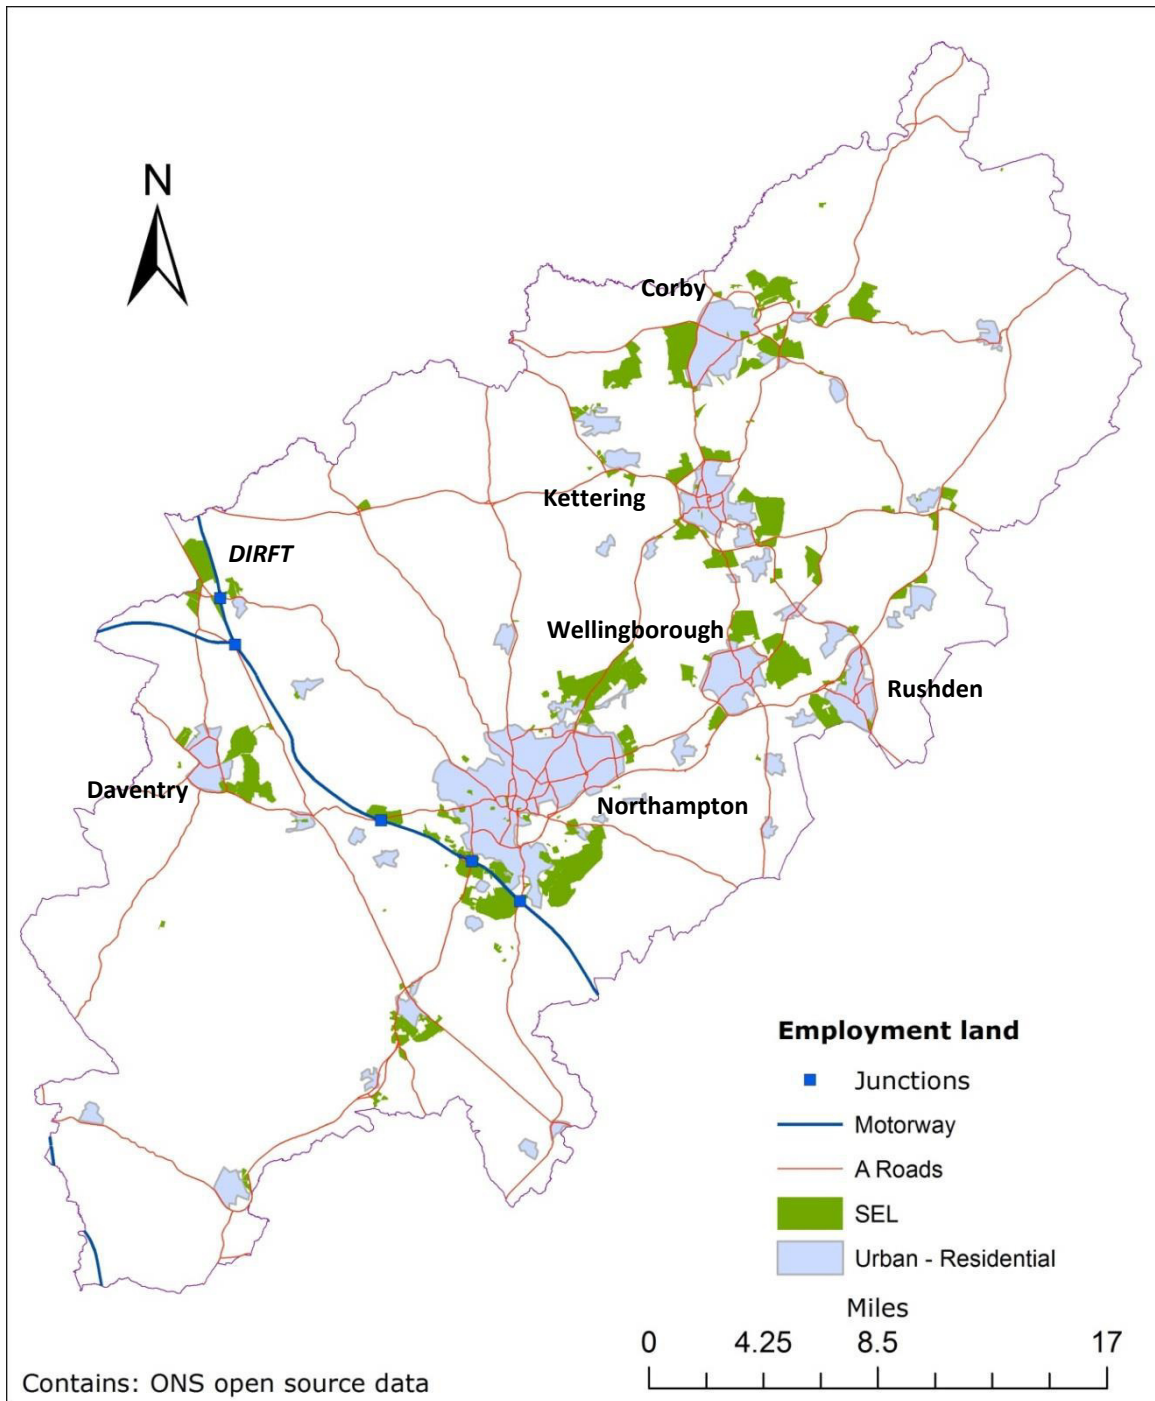 N
Corby
Kettering
DIRFT
Wellingborough
Rushden
Daventry
Northampton
Employment land
Junctions
Motorway
A Roads
SEL
Urban - Residential
Miles
0 4.25 8.5 17
Contains: ONS open source data